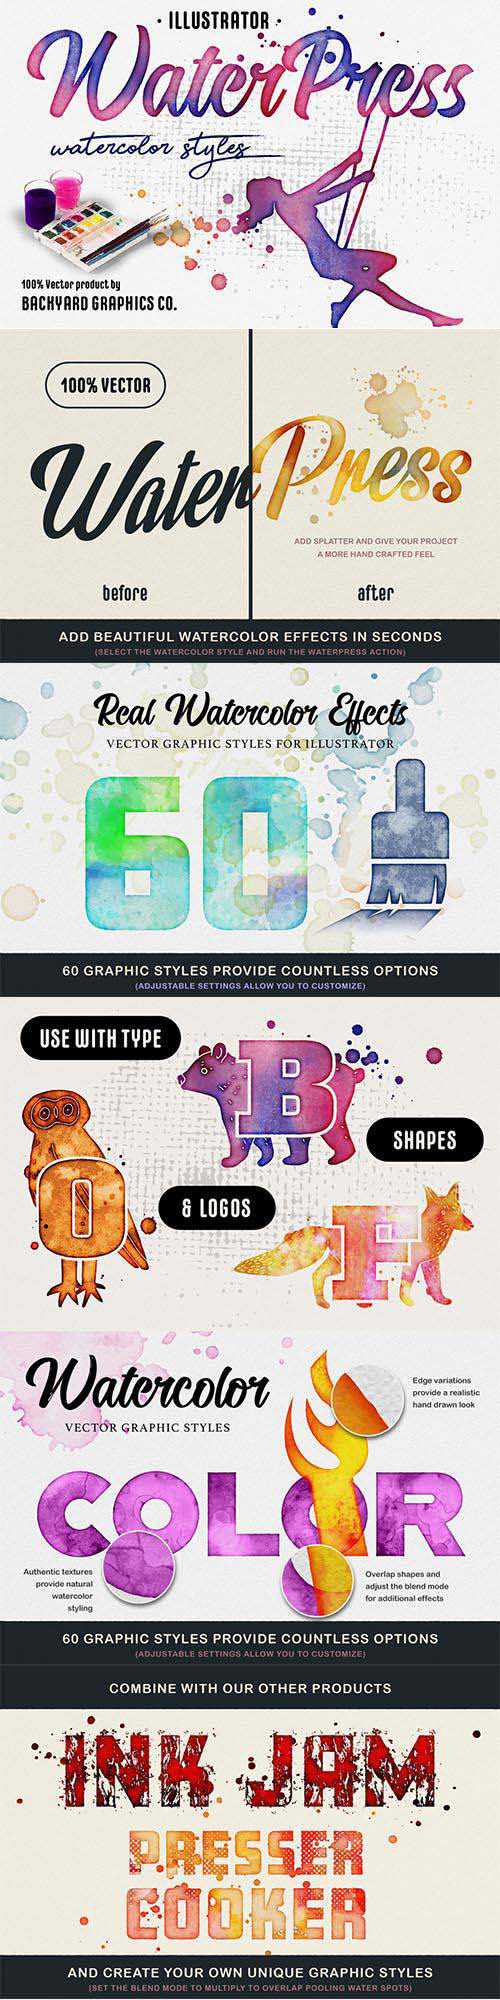 • ILLUSTRATOR •
WaterPress
watercolor styles
100% Vector product by
BACKYARD GRAPHICS CO.
100% VECTOR
Water
Press
ADD SPLATTER AND GIVE YOUR PROJECT
A MORE HAND CRAFTED FEEL
before
after
ADD BEAUTIFUL WATERCOLOR EFFECTS IN SECONDS
(SELECT THE WATERCOLOR STYLE AND RUN THE WATERPRESS ACTION)
Real Watercolor Effects
VECTOR GRAPHIC STYLES FOR ILLUSTRATOR
60
60 GRAPHIC STYLES PROVIDE COUNTLESS OPTIONS
(ADJUSTABLE SETTINGS ALLOW YOU TO CUSTOMIZE)
USE WITH TYPE
B
SHAPES
O
& LOGOS
F
Watercolor
VECTOR GRAPHIC STYLES
Edge variations
provide a realistic
hand drawn look
COLOR
Authentic textures
provide natural
watercolor
styling
Overlap shapes and
adjust the blend mode
for additional effects
60 GRAPHIC STYLES PROVIDE COUNTLESS OPTIONS
(ADJUSTABLE SETTINGS ALLOW YOU TO CUSTOMIZE)
COMBINE WITH OUR OTHER PRODUCTS
INK JAM
PRESSER
COOKER
AND CREATE YOUR OWN UNIQUE GRAPHIC STYLES
(SET THE BLEND MODE TO MULTIPLY TO OVERLAP POOLING WATER SPOTS)